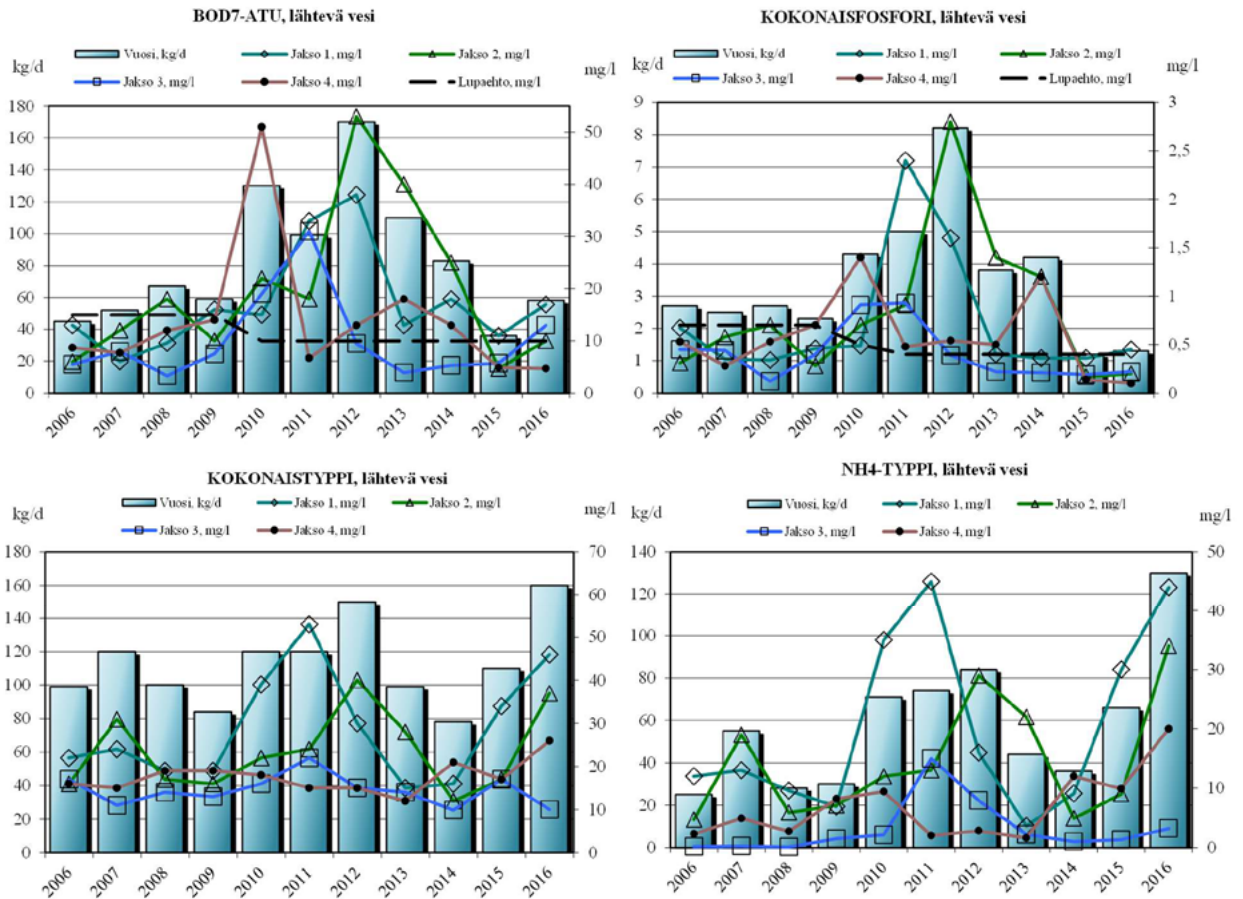 BOD7-ATU, lähtevä vesi
kg/d
mg/l
Vuosi, kg/d
Jakso 1, mg/l
Jakso 2, mg/l
Jakso 3, mg/l
Jakso 4, mg/l
Lupaehto, mg/l
180
160
140
120
100
80
60
40
20
0
50
40
30
20
10
0
2006 2007 2008 2009 2010 2011 2012 2013 2014 2015 2016
KOKONAISFOSFORI, lähtevä vesi
kg/d
mg/l
Vuosi, kg/d
Jakso 1, mg/l
Jakso 2, mg/l
Jakso 3, mg/l
Jakso 4, mg/l
Lupaehto, mg/l
9
8
7
6
5
4
3
2
1
0
3
2,5
2
1,5
1
0,5
0
2006 2007 2008 2009 2010 2011 2012 2013 2014 2015 2016
KOKONAISTYPPI, lähtevä vesi
kg/d
mg/l
Vuosi, kg/d
Jakso 1, mg/l
Jakso 2, mg/l
Jakso 3, mg/l
Jakso 4, mg/l
180
160
140
120
100
80
60
40
20
0
70
60
50
40
30
20
10
0
2006 2007 2008 2009 2010 2011 2012 2013 2014 2015 2016
NH4-TYPPI, lähtevä vesi
kg/d
mg/l
Vuosi, kg/d
Jakso 1, mg/l
Jakso 2, mg/l
Jakso 3, mg/l
Jakso 4, mg/l
140
120
100
80
60
40
20
0
50
40
30
20
10
0
2006 2007 2008 2009 2010 2011 2012 2013 2014 2015 2016